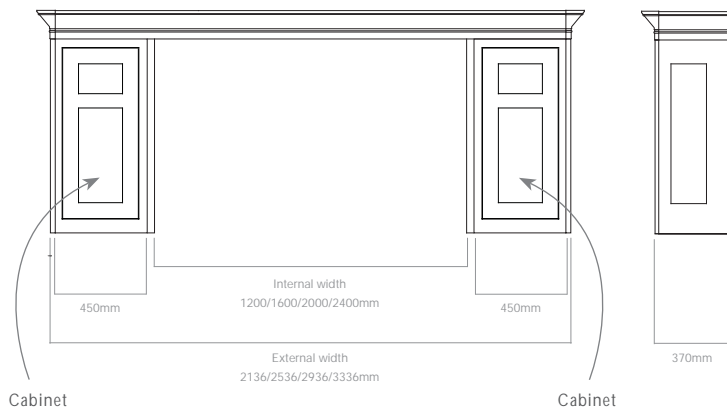 Internal width
1200/1600/2000/2400mm
450mm
450mm
External width
2136/2536/2936/3336mm
370mm
Cabinet
Cabinet